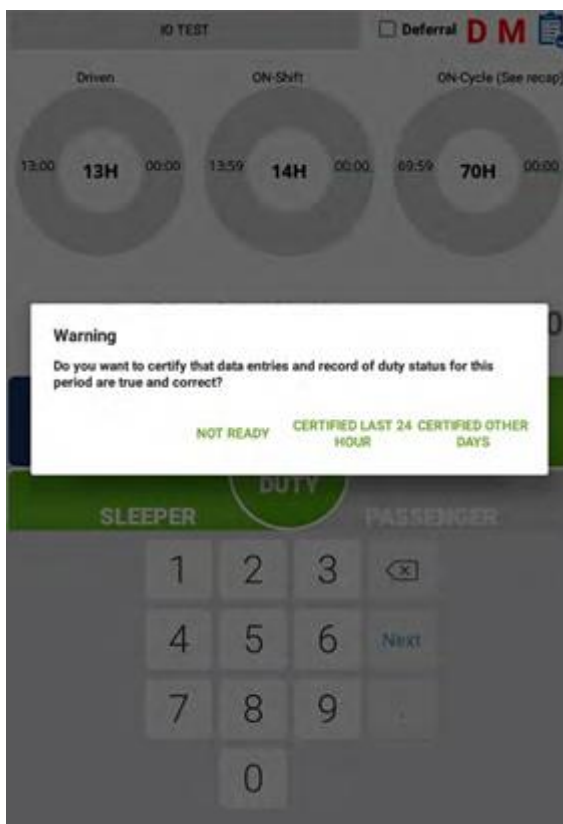 IO TEST
Deferral D M
Driven ON-Shift ON-Cycle (See recap)
13:00 13H 00:00 13:59 14H 00:00 69:59 70H 00:00
0
Warning
Do you want to certify that data entries and record of duty status for this
period are true and correct?
NOT READY CERTIFIED LAST 24 HOUR CERTIFIED OTHER DAYS
DUTY
SLEEPER PASSENGER
1 2 3
4 5 6 Next
7 8 9 .
0